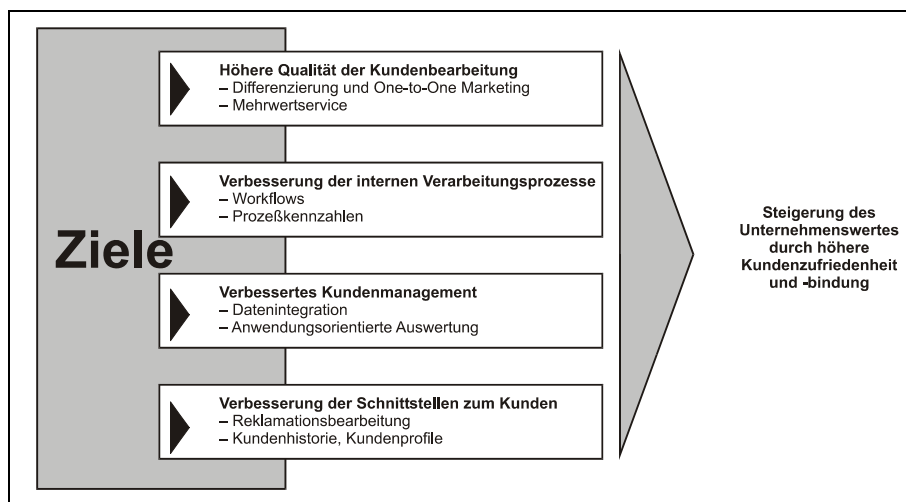 Ziele
Höhere Qualität der Kundenbearbeitung
– Differenzierung und One-to-One Marketing
– Mehrwertservice
Verbesserung der internen Verarbeitungsprozesse
– Workflows
– Prozeßkennzahlen
Verbessertes Kundenmanagement
– Datenintegration
– Anwendungsorientierte Auswertung
Verbesserung der Schnittstellen zum Kunden
– Reklamationsbearbeitung
– Kundenhistorie, Kundenprofile
Steigerung des
Unternehmenswertes
durch höhere
Kundenzufriedenheit
und -bindung